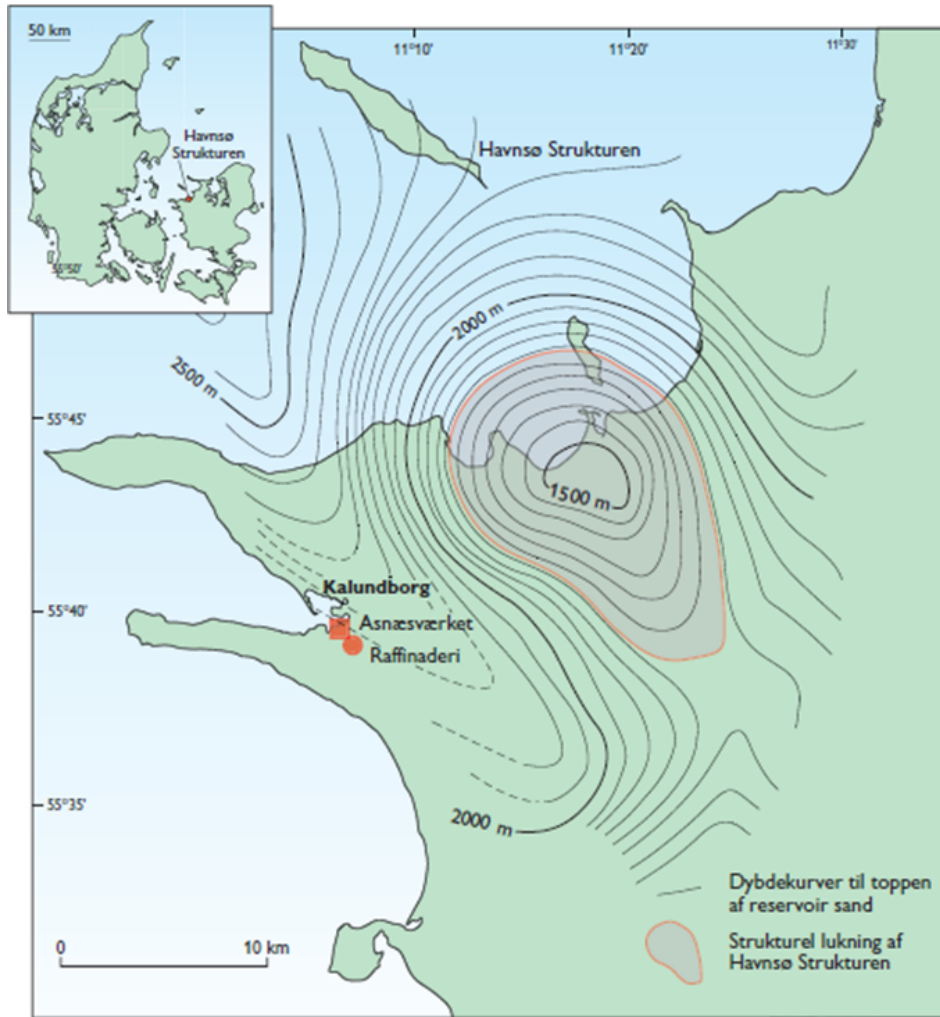 50 km
Havnsø
Strukturen
55°50'
11°10'
11°20'
11°30'
Havnsø Strukturen
2000 m
2500 m
55°45'
1500 m
Kalundborg
55°40'
Asnæsværket
Raffinaderi
55°35'
2000 m
Dybdekurver til toppen
af reservoir sand
0
10 km
Strukturel lukning af
Havnsø Strukturen